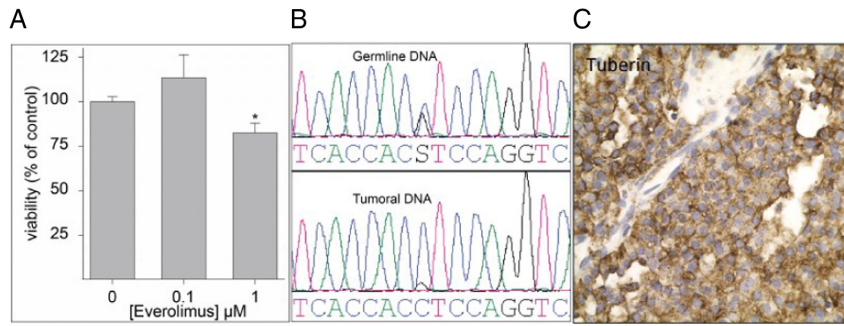 A
B
C
125
100
75
50
25
viability (% of control)
*
0
0.1
1
[Everolimus] µM
Germline DNA
TCACCACSTCCAGGTC
Tumoral DNA
TCACCACCTCCAGGTC
Tuberin